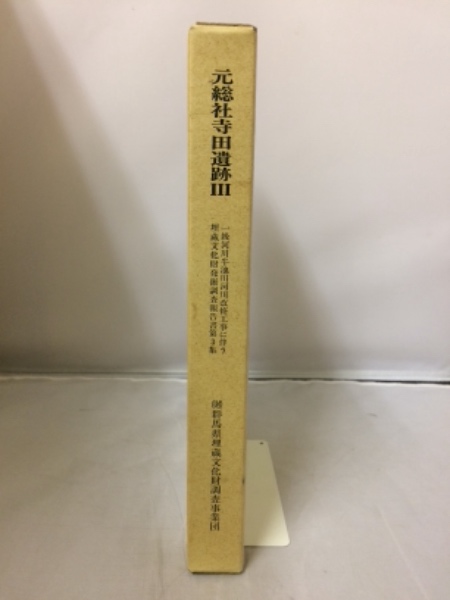 元総社寺田遺跡III
一級河川牛池川河川改修工事に伴う
埋蔵文化財発掘調査報告書第3集
㈶群馬県埋蔵文化財調査事業団